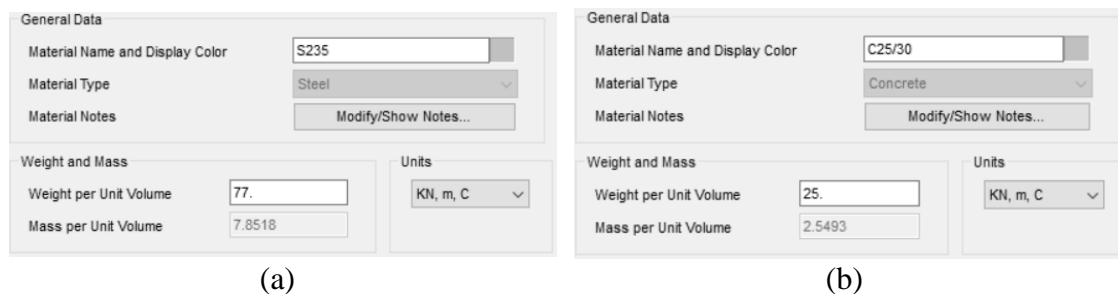 General Data
Material Name and Display Color S235
Material Type Steel
Material Notes Modify/Show Notes...
Weight and Mass Units
Weight per Unit Volume 77. KN, m, C
Mass per Unit Volume 7.8518
(a)
General Data
Material Name and Display Color C25/30
Material Type Concrete
Material Notes Modify/Show Notes...
Weight and Mass Units
Weight per Unit Volume 25. KN, m, C
Mass per Unit Volume 2.5493
(b)